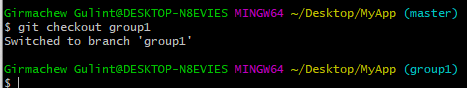 Girmachew Gulint@DESKTOP-N8EVIES MINGW64 ~/Desktop/MyApp (master)
$ git checkout group1
Switched to branch 'group1'
Girmachew Gulint@DESKTOP-N8EVIES MINGW64 ~/Desktop/MyApp (group1)
$